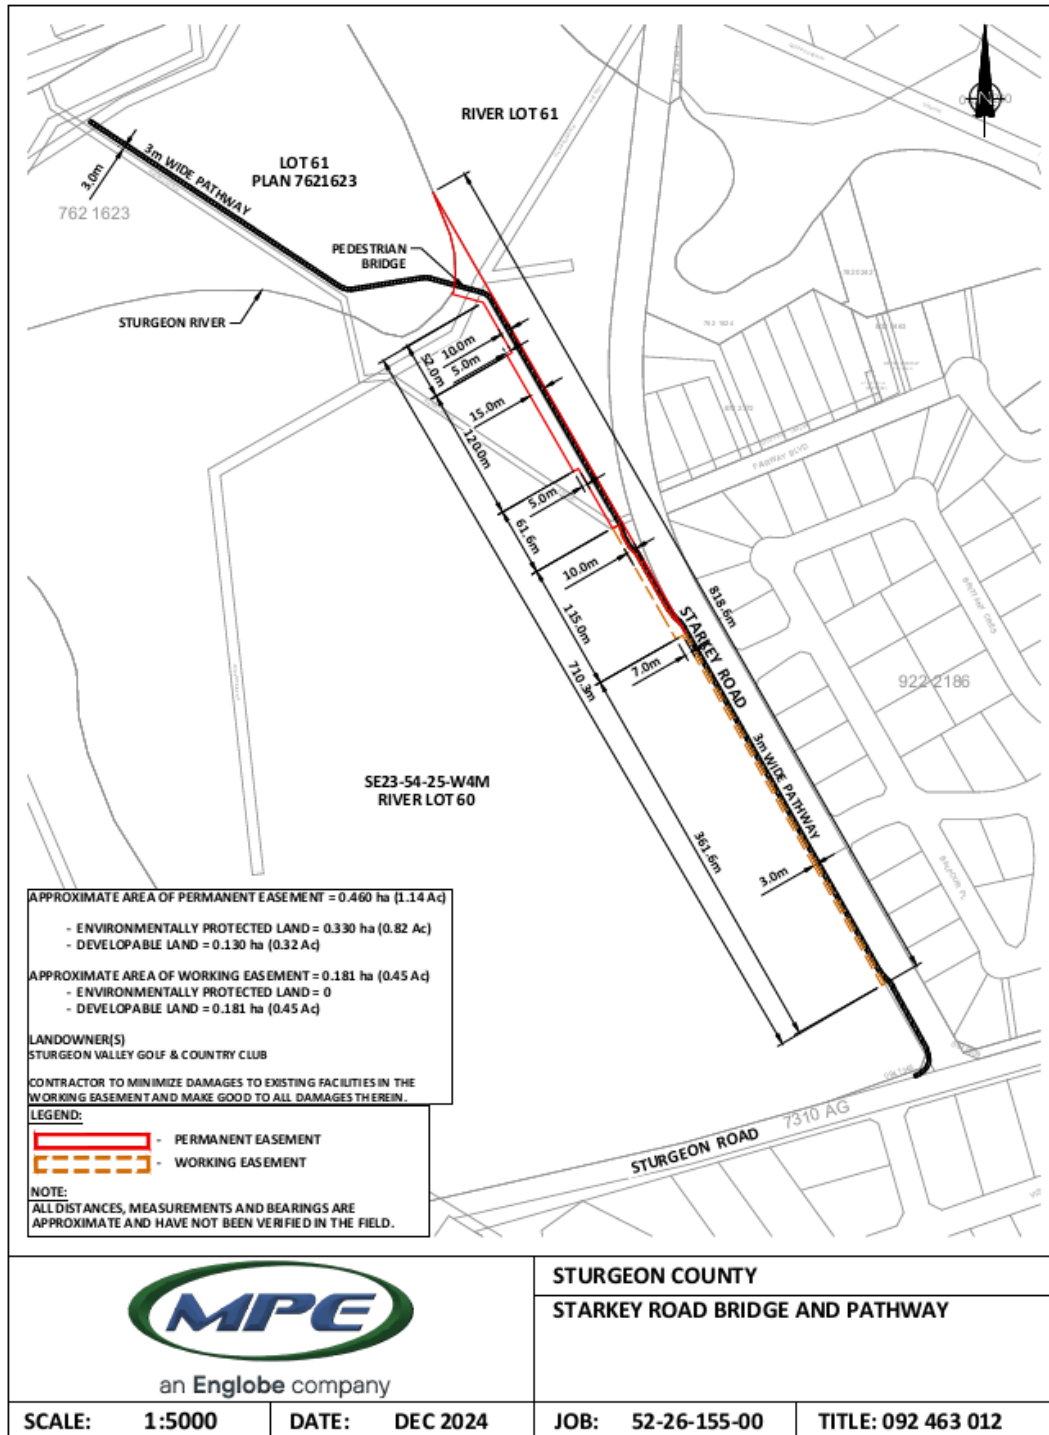 RIVER LOT 61
LOT 61
PLAN 7621623
3m WIDE PATHWAY
3.0m
762 1623
PEDESTRIAN
BRIDGE
STURGEON RIVER
N
10.0m
5.0m
52.0m
15.0m
120.0m
5.0m
61.6m
10.0m
115.0m
7.0m
710.3m
818.6m
STARKEY ROAD
3m WIDE PATHWAY
361.6m
3.0m
762 1624
PARKWAY BLVD
922 2186
BALMORAL PL
SE23-54-25-W4M
RIVER LOT 60
APPROXIMATE AREA OF PERMANENT EASEMENT = 0.460 ha (1.14 Ac)
- ENVIRONMENTALLY PROTECTED LAND = 0.330 ha (0.82 Ac)
- DEVELOPABLE LAND = 0.130 ha (0.32 Ac)
APPROXIMATE AREA OF WORKING EASEMENT = 0.181 ha (0.45 Ac)
- ENVIRONMENTALLY PROTECTED LAND = 0
- DEVELOPABLE LAND = 0.181 ha (0.45 Ac)
LANDOWNER(S)
STURGEON VALLEY GOLF & COUNTRY CLUB
CONTRACTOR TO MINIMIZE DAMAGES TO EXISTING FACILITIES IN THE
WORKING EASEMENT AND MAKE GOOD TO ALL DAMAGES THEREIN.
LEGEND:
- PERMANENT EASEMENT
- WORKING EASEMENT
NOTE:
ALL DISTANCES, MEASUREMENTS AND BEARINGS ARE
APPROXIMATE AND HAVE NOT BEEN VERIFIED IN THE FIELD.
7310 AG
STURGEON ROAD
MPE
an Englobe company
STURGEON COUNTY
STARKEY ROAD BRIDGE AND PATHWAY
SCALE: 1:5000
DATE: DEC 2024
JOB: 52-26-155-00
TITLE: 092 463 012